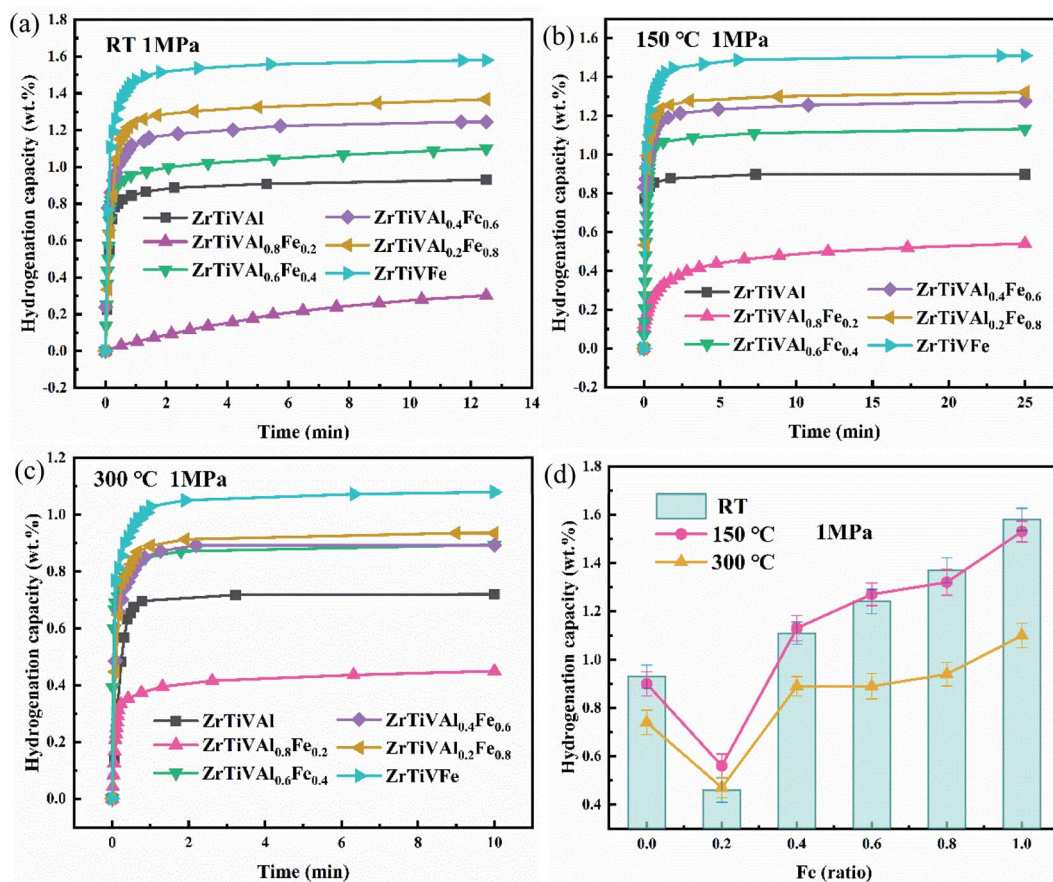 (a)
RT 1MPa
Hydrogenation capacity (wt.%)
1.8
1.6
1.4
1.2
1.0
0.8
0.6
0.4
0.2
0.0
-0.2
ZrTiVAl
ZrTiVAl0.8Fe0.2
ZrTiVAl0.6Fe0.4
ZrTiVAl0.4Fe0.6
ZrTiVAl0.2Fe0.8
ZrTiVFe
0 2 4 6 8 10 12 14
Time (min)
(b)
150 °C 1MPa
Hydrogenation capacity (wt.%)
1.6
1.4
1.2
1.0
0.8
0.6
0.4
0.2
0.0
-0.2
ZrTiVAl
ZrTiVAl0.8Fe0.2
ZrTiVAl0.6Fe0.4
ZrTiVAl0.4Fe0.6
ZrTiVAl0.2Fe0.8
ZrTiVFe
0 5 10 15 20 25
Time (min)
(c)
300 °C 1MPa
Hydrogenation capacity (wt.%)
1.2
1.0
0.8
0.6
0.4
0.2
0.0
ZrTiVAl
ZrTiVAl0.8Fe0.2
ZrTiVAl0.6Fe0.4
ZrTiVAl0.4Fe0.6
ZrTiVAl0.2Fe0.8
ZrTiVFe
0 2 4 6 8 10
Time (min)
(d)
RT
150 °C
300 °C
1MPa
Hydrogenation capacity (wt.%)
1.8
1.6
1.4
1.2
1.0
0.8
0.6
0.4
0.0 0.2 0.4 0.6 0.8 1.0
Fe (ratio)